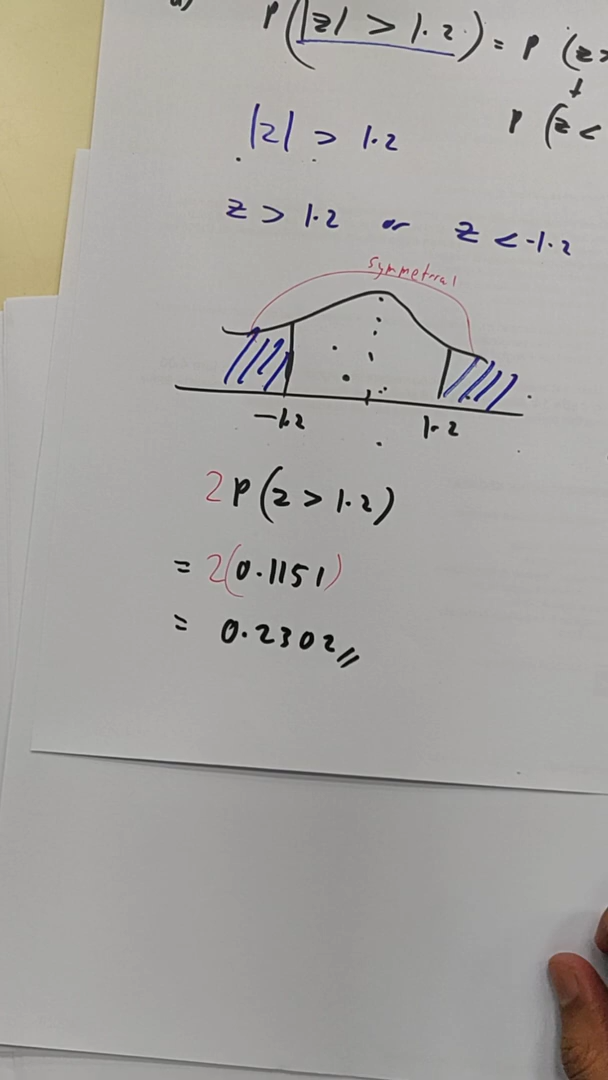 P(|z| > 1.2) = P (z>
+
P (z <
|z| > 1.2
z > 1.2 or z < -1.2
symmetrical
-1.2 1.2
2P(z > 1.2)
= 2(0.1151)
= 0.2302